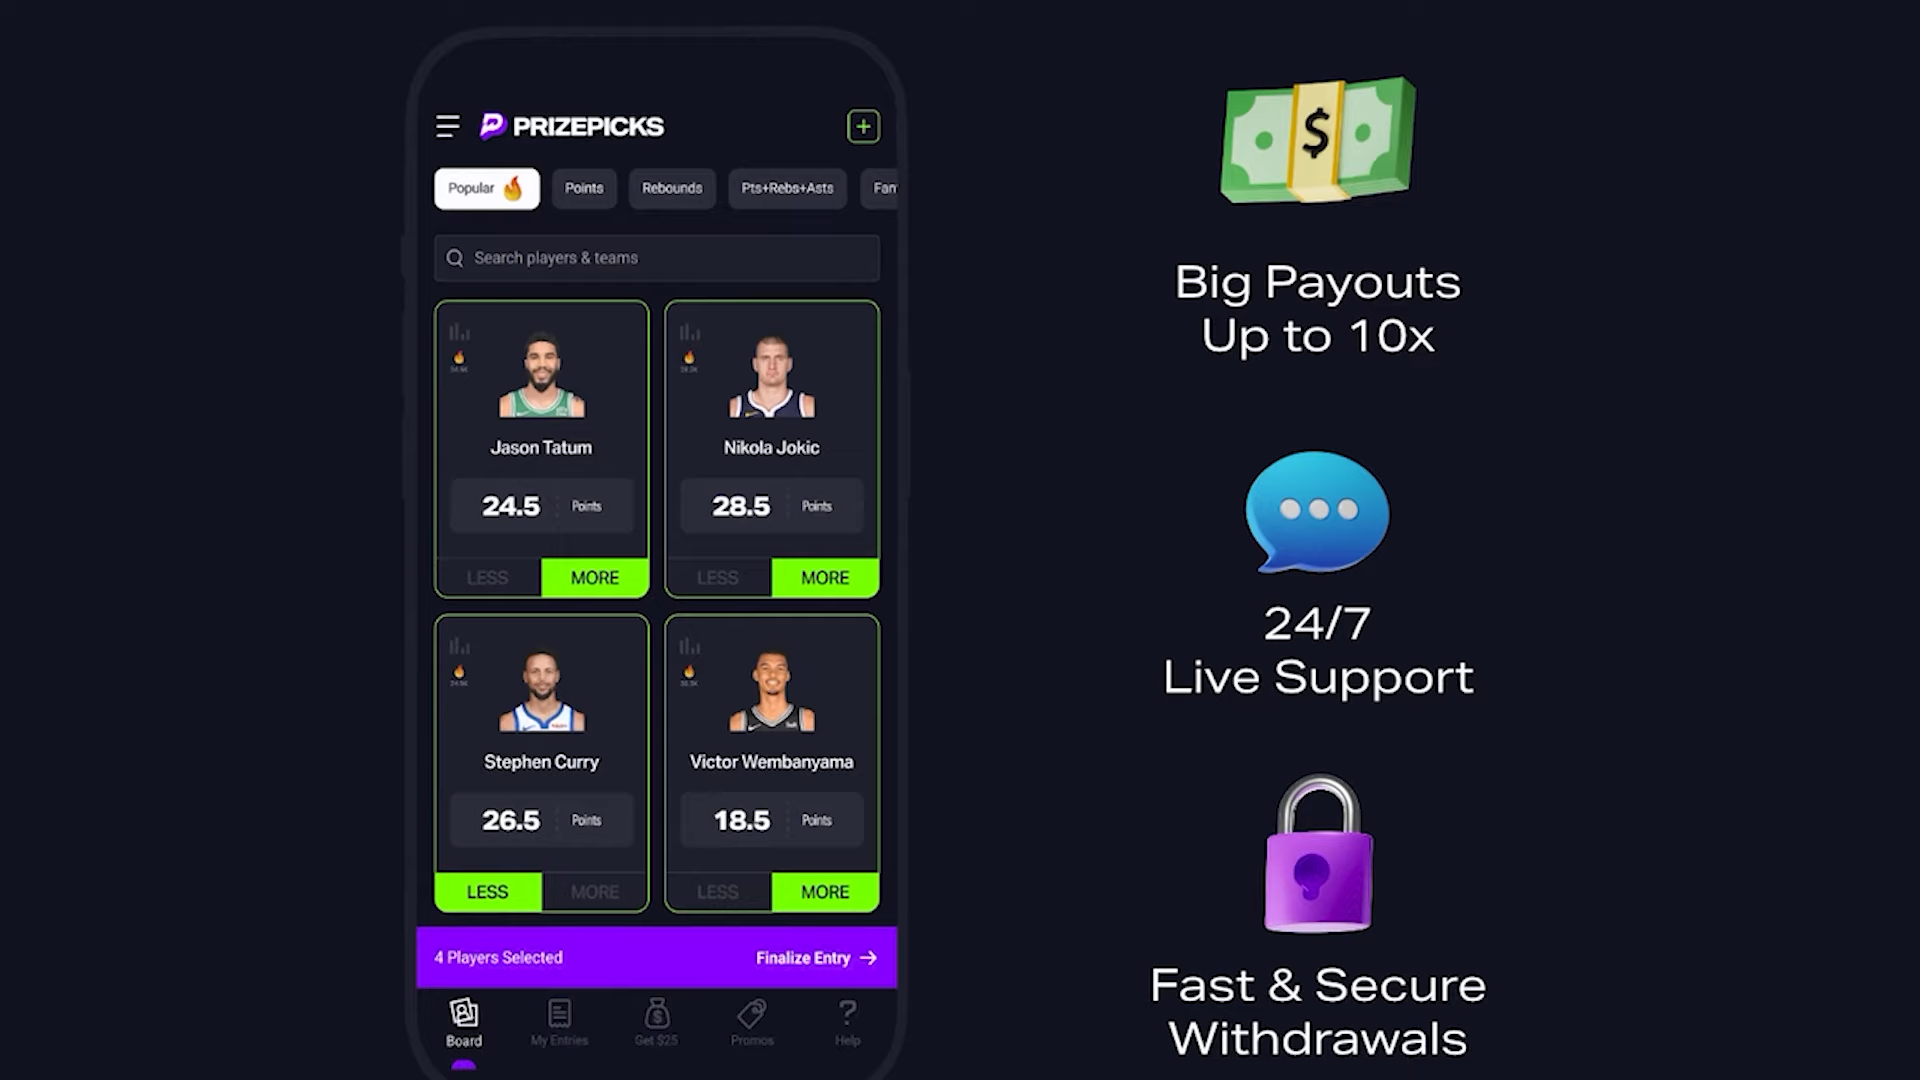 PRIZEPICKS
Popular
Points
Rebounds
Pts+Rebs+Asts
Search players & teams
Jason Tatum
24.5 Points
LESS MORE
Nikola Jokic
28.5 Points
LESS MORE
Stephen Curry
26.5 Points
LESS MORE
Victor Wembanyama
18.5 Points
LESS MORE
4 Players Selected
Finalize Entry
Board
My Entries
Get $25
Promos
Help
$
Big Payouts
Up to 10x
24/7
Live Support
Fast & Secure
Withdrawals